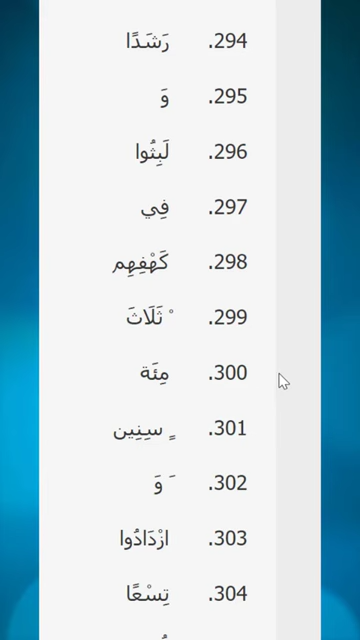 294. رَشَدًا
295. وَ
296. لَبِثُوا
297. فِي
298. كَهْفِهِم
299. ْ ثَلَاثَ
300. مِئَة
301. ٍ سِنِين
302. َ وَ
303. ازْدَادُوا
304. تِسْعًا